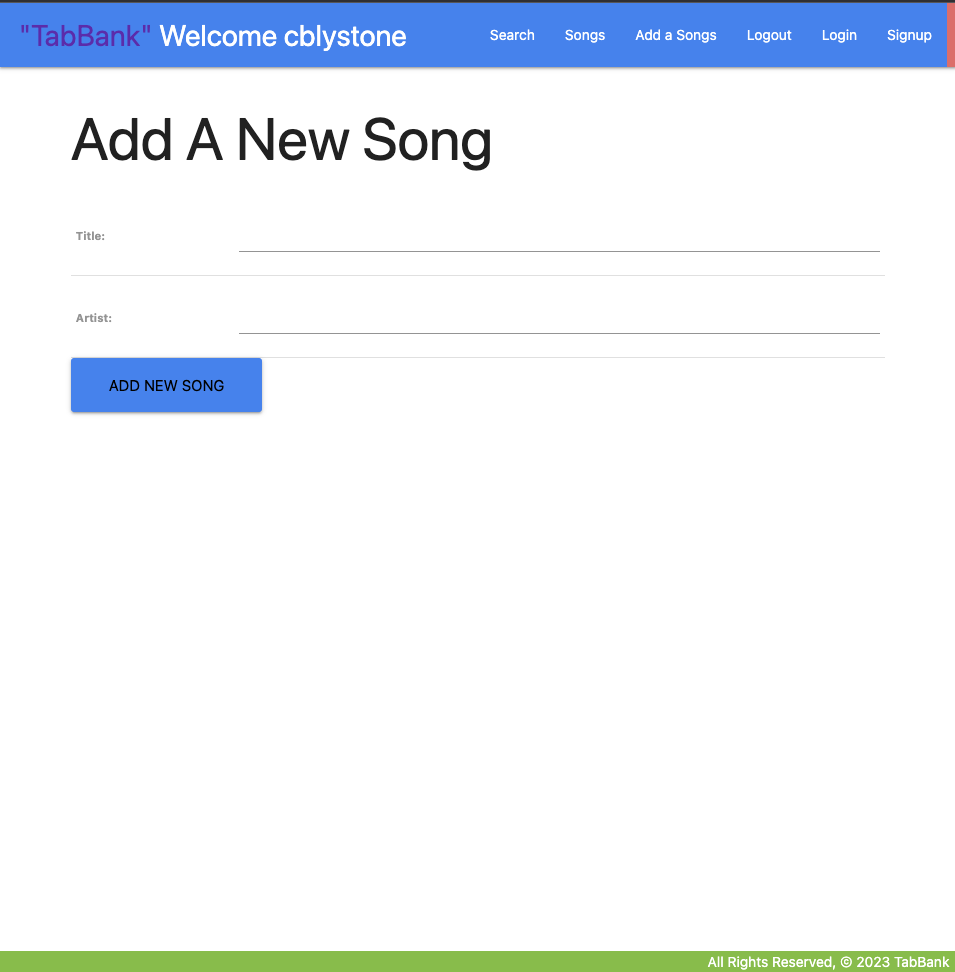 "TabBank" Welcome cblystone Search Songs Add a Songs Logout Login Signup
Add A New Song
Title:
Artist:
ADD NEW SONG
All Rights Reserved, © 2023 TabBank